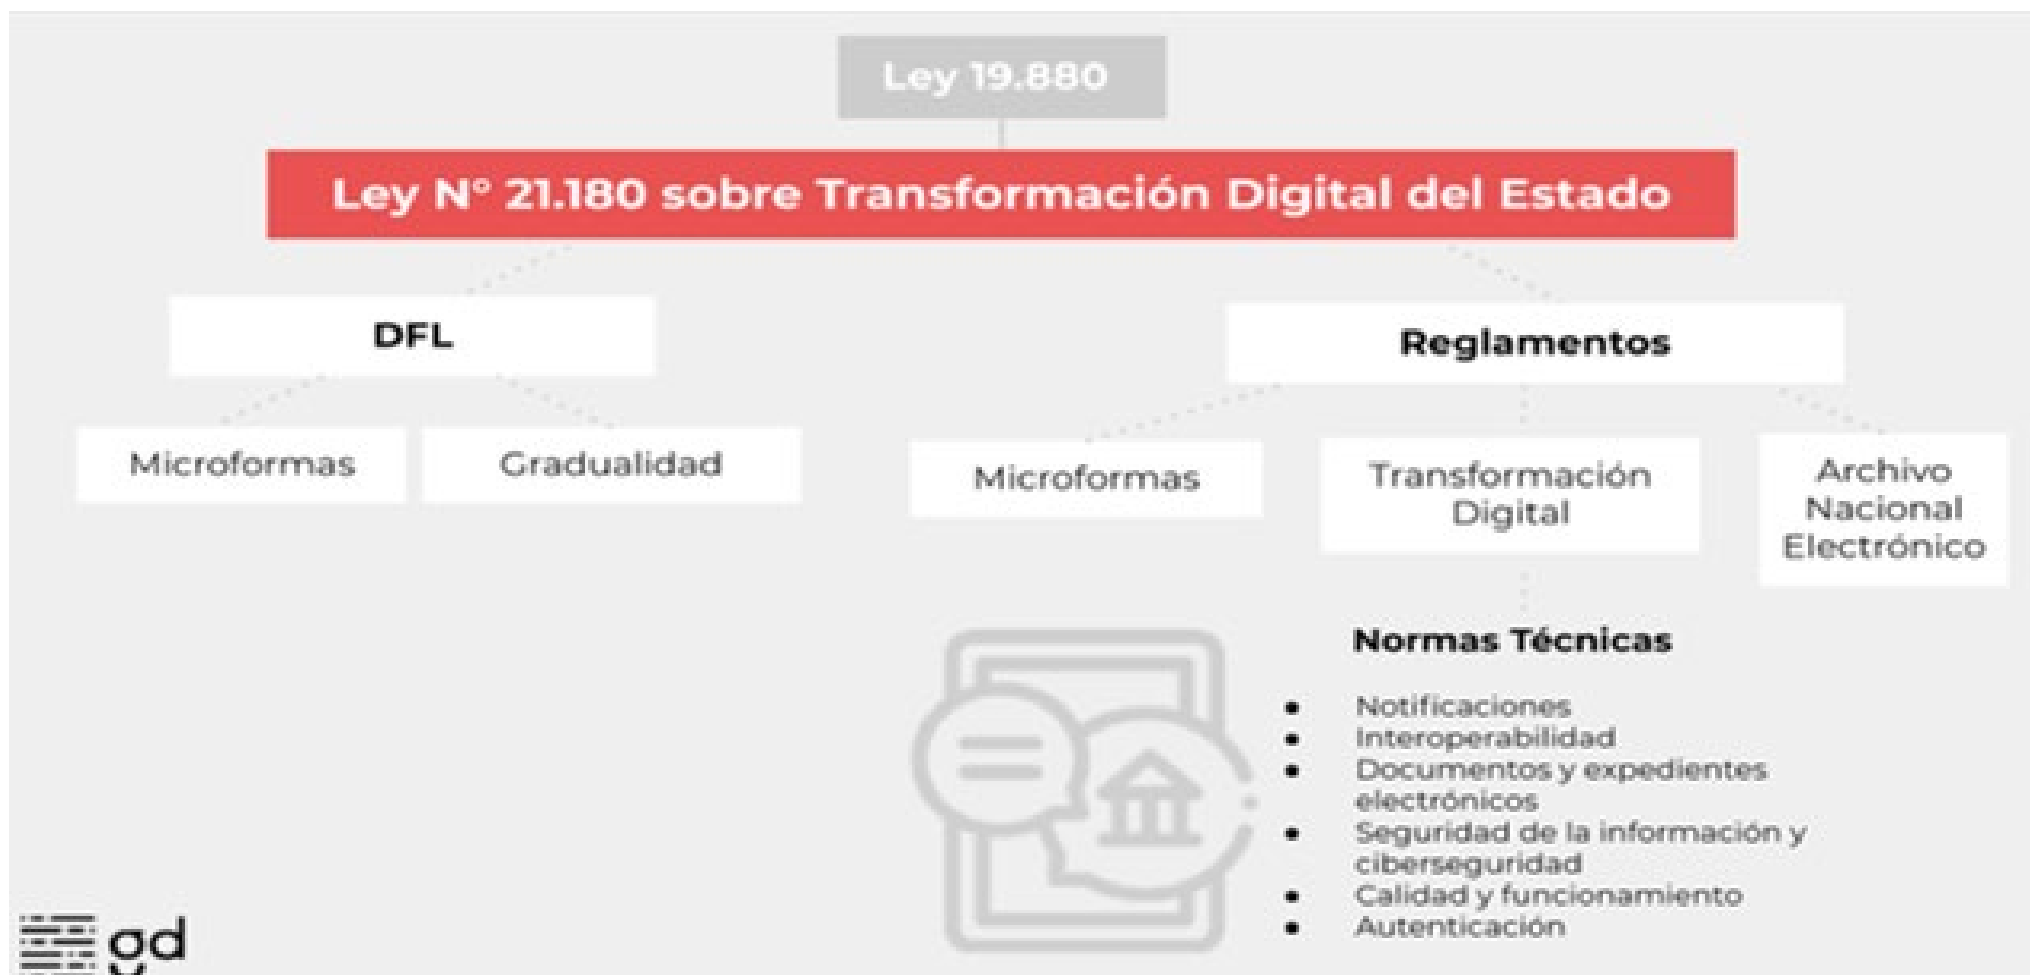 Ley 19.880
Ley N° 21.180 sobre Transformación Digital del Estado
DFL
Reglamentos
Microformas
Gradualidad
Microformas
Transformación
Digital
Archivo
Nacional
Electrónico
Normas Técnicas
● Notificaciones
● Interoperabilidad
● Documentos y expedientes
electrónicos
● Seguridad de la información y
ciberseguridad
● Calidad y funcionamiento
● Autenticación
gd